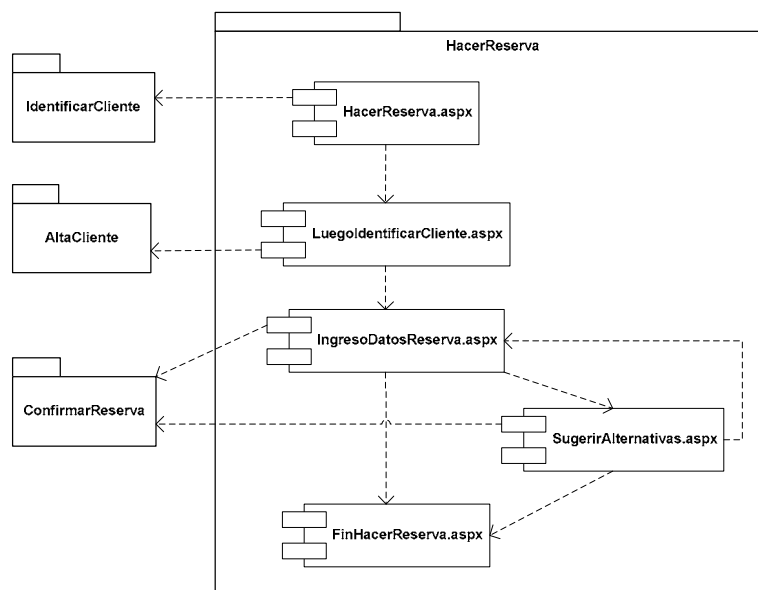 HacerReserva
IdentificarCliente
HacerReserva.aspx
AltaCliente
LuegoIdentificarCliente.aspx
IngresoDatosReserva.aspx
ConfirmarReserva
SugerirAlternativas.aspx
FinHacerReserva.aspx